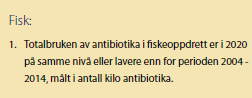 Fisk:
1. Totalbruken av antibiotika i fiskeoppdrett er i 2020
på samme nivå eller lavere enn for perioden 2004 -
2014, målt i antall kilo antibiotika.